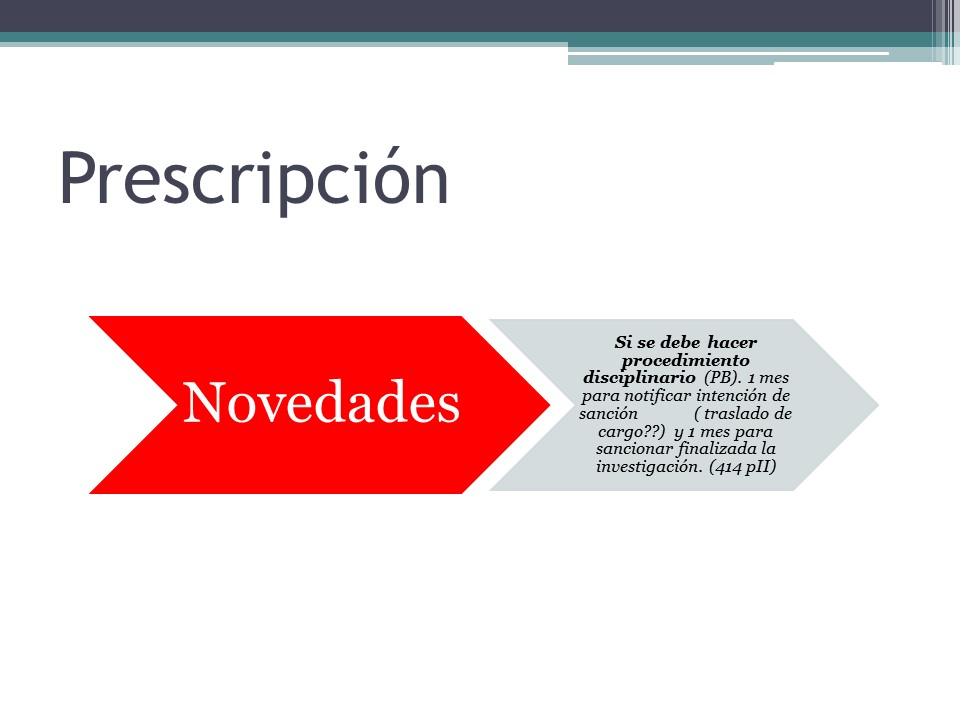 Prescripción
Novedades
Si se debe hacer
procedimiento
disciplinario (PB). 1 mes
para notificar intención de
sanción ( traslado de
cargo??) y 1 mes para
sancionar finalizada la
investigación. (414 pII)